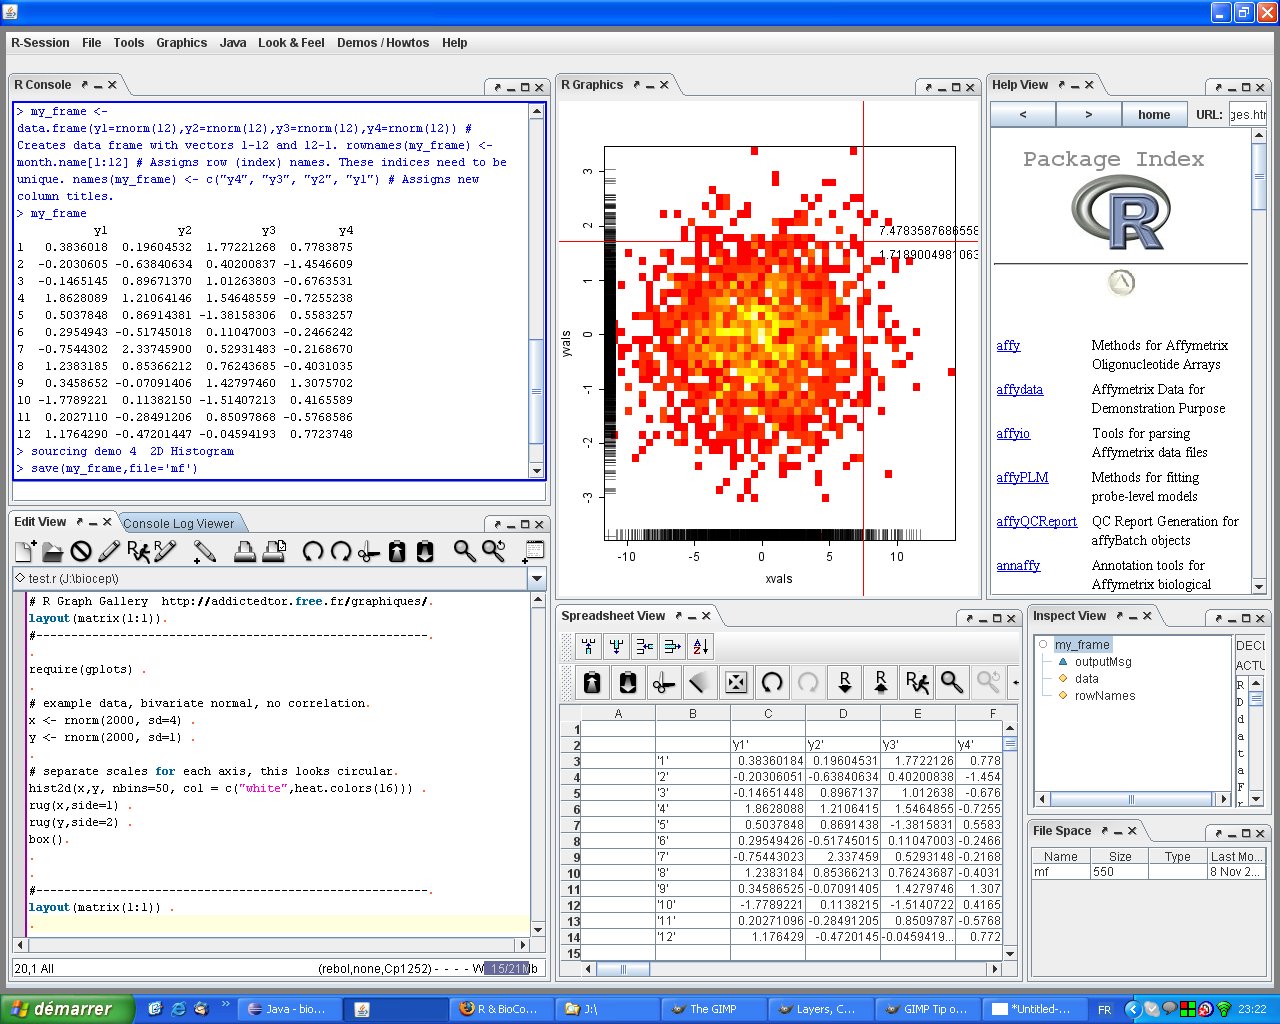 R-Session File Tools Graphics Java Look & Feel Demos / Howtos Help
R Console
> my_frame <-
data.frame(y1=rnorm(12),y2=rnorm(12),y3=rnorm(12),y4=rnorm(12)) #
Creates data frame with vectors 1-12 and 12-1. rownames(my_frame) <-
month.name[1:12] # Assigns row (index) names. These indices need to be
unique. names(my_frame) <- c("y4", "y3", "y2", "y1") # Assigns new
column titles.
> my_frame
y1 y2 y3 y4
1 0.3836018 0.19604532 1.77221268 0.7783875
2 -0.2030605 -0.63840634 0.40200837 -1.4546609
3 -0.1465145 0.89671370 1.01263803 -0.6763531
4 1.8628089 1.21064146 1.54648559 -0.7255238
5 0.5037848 0.86914381 -1.38158306 0.5583257
6 0.2954943 -0.51745018 0.11047003 -0.2466242
7 -0.7544302 2.33745900 0.52931483 -0.2168670
8 1.2383185 0.85366212 0.76243685 -0.4031035
9 0.3458652 -0.07091406 1.42797460 1.3075702
10 -1.7789221 0.11382150 -1.51407213 0.4165589
11 0.2027110 -0.28491206 0.85097868 -0.5768586
12 1.1764290 -0.47201447 -0.04594193 0.7723748
> sourcing demo 4 2D Histogram
> save(my_frame,file='mf')
R Graphics
7.4783587686558
1.7189004981063
3
2
1
0
-1
-2
-3
yvals
-10 -5 0 5 10
xvals
Help View
< > home URL: ges.htm
Package Index
R
affy Methods for Affymetrix
Oligonucleotide Arrays
affydata Affymetrix Data for
Demonstration Purpose
affyio Tools for parsing
Affymetrix data files
affyPLM Methods for fitting
probe-level models
affyQCReport QC Report Generation for
affyBatch objects
annaffy Annotation tools for
Affymetrix biological
Edit View Console Log Viewer
test.r (J:\biocep\)
# R Graph Gallery http://addictedtor.free.fr/graphiques/.
layout(matrix(1:1)).
#-------------------------------------------------------.
.
require(gplots) .
.
# example data, bivariate normal, no correlation.
x <- rnorm(2000, sd=4) .
y <- rnorm(2000, sd=1) .
.
# separate scales for each axis, this looks circular.
hist2d(x,y, nbins=50, col = c("white",heat.colors(16))) .
rug(x,side=1) .
rug(y,side=2) .
box().
.
.
#-------------------------------------------------------.
layout(matrix(1:1)) .
.
20,1 All (rebol,none,Cp1252) - - - - W 15/21Mb
Spreadsheet View
A B C D E F
1
2 'y1' 'y2' 'y3' 'y4'
3 '1' 0.38360184 0.19604531 1.7722126 0.778
4 '2' -0.20306051 -0.63840634 0.40200838 -1.454
5 '3' -0.14651448 0.8967137 1.012638 -0.676
6 '4' 1.8628088 1.2106415 1.5464855 -0.7255
7 '5' 0.5037848 0.8691438 -1.3815831 0.5583
8 '6' 0.29549426 -0.51745015 0.11047003 -0.2466
9 '7' -0.75443023 2.337459 0.5293148 -0.2168
10 '8' 1.2383184 0.85366213 0.76243687 -0.4031
11 '9' 0.34586525 -0.07091405 1.4279746 1.307
12 '10' -1.7789221 0.1138215 -1.5140722 0.4165
13 '11' 0.20271096 -0.28491205 0.8509787 -0.5768
14 '12' 1.176429 -0.4720145 -0.0459419... 0.772
15
Inspect View
my_frame
outputMsg
data
rowNames
DECL
ACTU
R
D
d
a
t
a
F
r
File Space
Name Size Type Last Mo...
mf 550 8 Nov 2...
démarrer Java - bio... R & BioCo... J:\ The GIMP Layers, C... GIMP Tip o... *Untitled-... FR 23:22